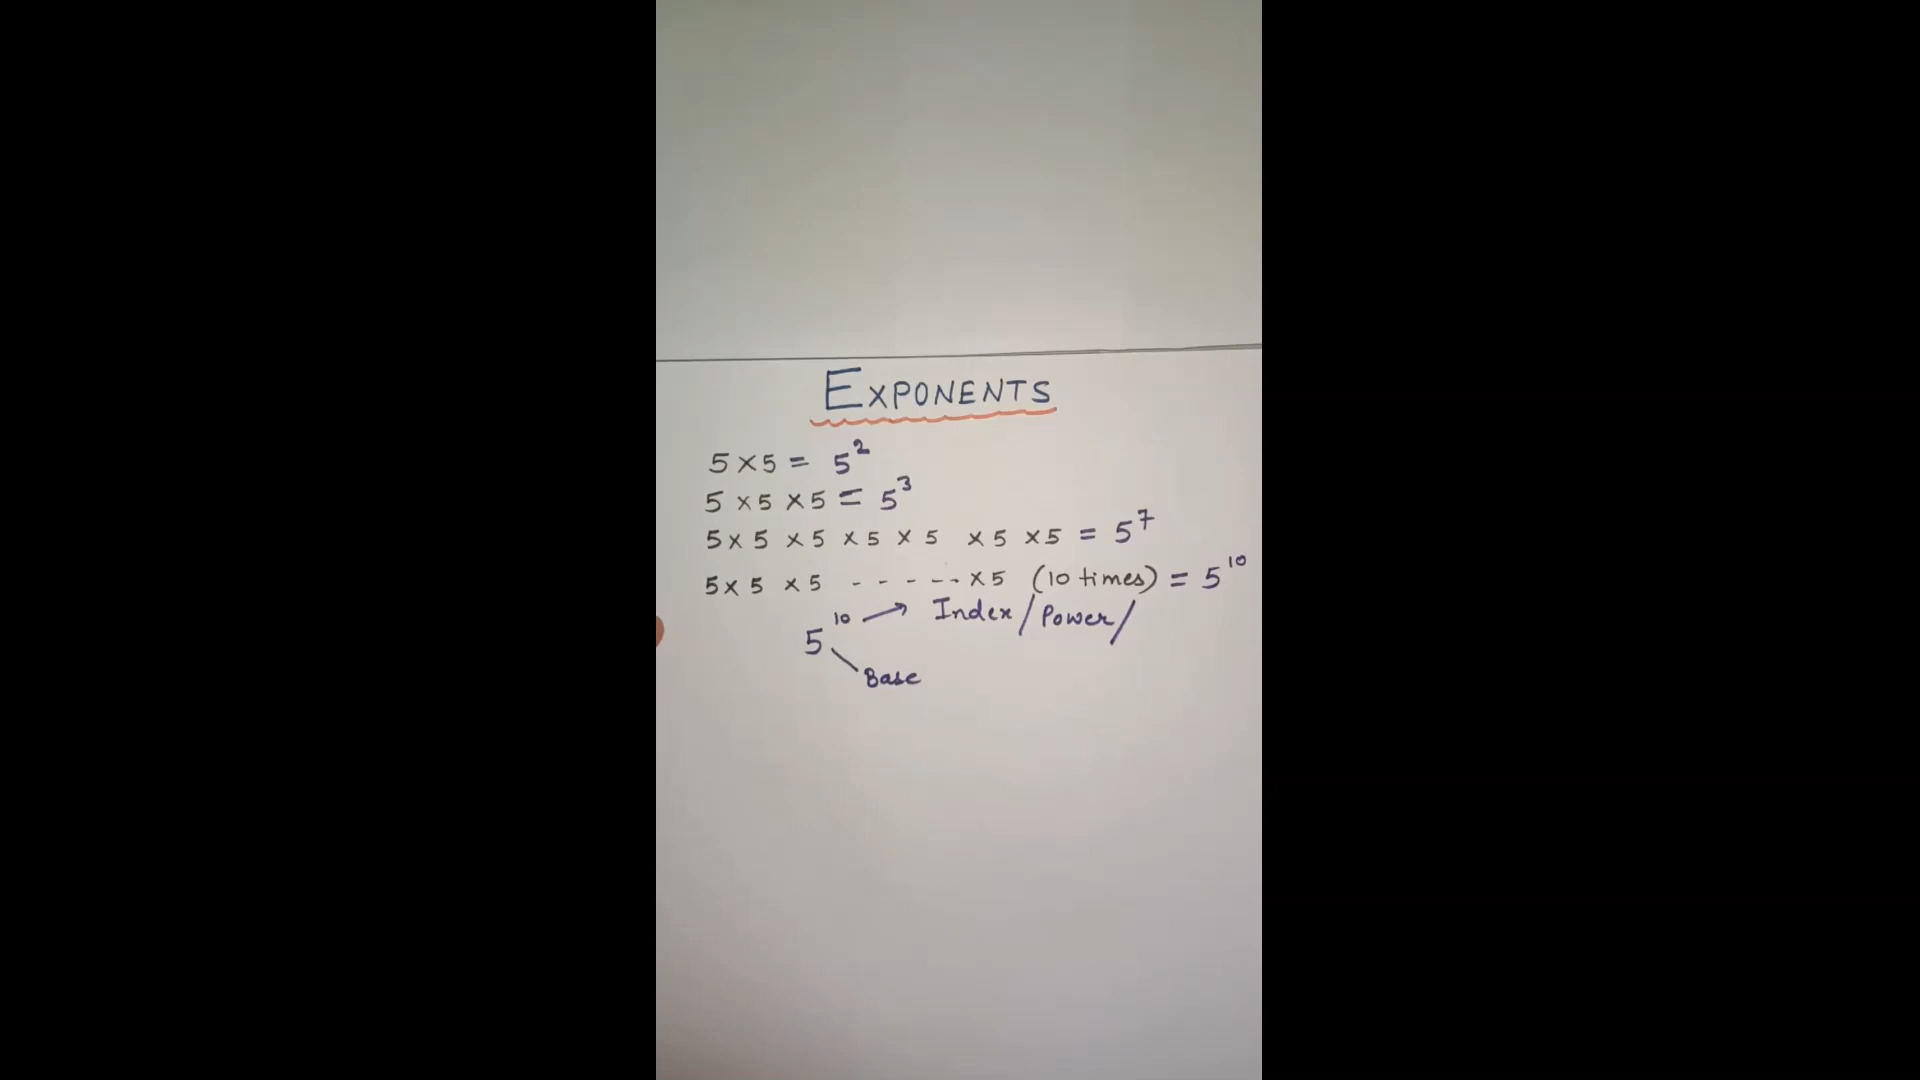 EXPONENTS
5 × 5 = 5²
5 × 5 × 5 = 5³
5 × 5 × 5 × 5 × 5 × 5 × 5 = 5⁷
5 × 5 × 5 - - - - - - × 5 (10 times) = 5¹⁰
5¹⁰ → Index / Power /
Base